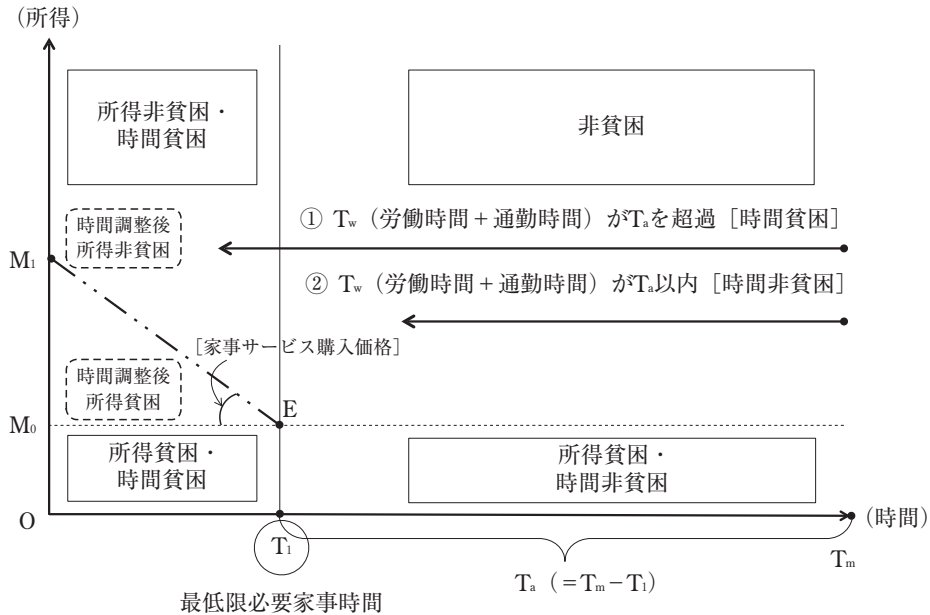 (所得)
所得非貧困・
時間貧困
非貧困
① Tw（労働時間＋通勤時間）がTaを超過［時間貧困］
時間調整後
所得非貧困
M1
② Tw（労働時間＋通勤時間）がTa以内［時間非貧困］
［家事サービス購入価格］
時間調整後
所得貧困
E
M0
所得貧困・
時間貧困
所得貧困・
時間非貧困
O
(時間)
T1
Tm
Ta（＝Tm－T1）
最低限必要家事時間